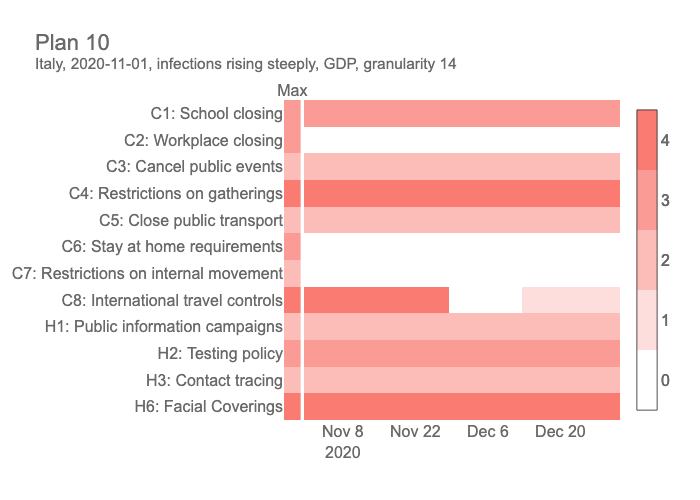 Plan 10
Italy, 2020-11-01, infections rising steeply, GDP, granularity 14
Max
C1: School closing
C2: Workplace closing
C3: Cancel public events
C4: Restrictions on gatherings
C5: Close public transport
C6: Stay at home requirements
C7: Restrictions on internal movement
C8: International travel controls
H1: Public information campaigns
H2: Testing policy
H3: Contact tracing
H6: Facial Coverings
Nov 8 Nov 22 Dec 6 Dec 20
2020
4
3
2
1
0